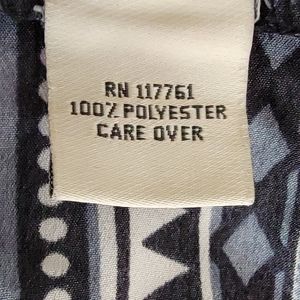 RN 117761
100% POLYESTER
CARE OVER